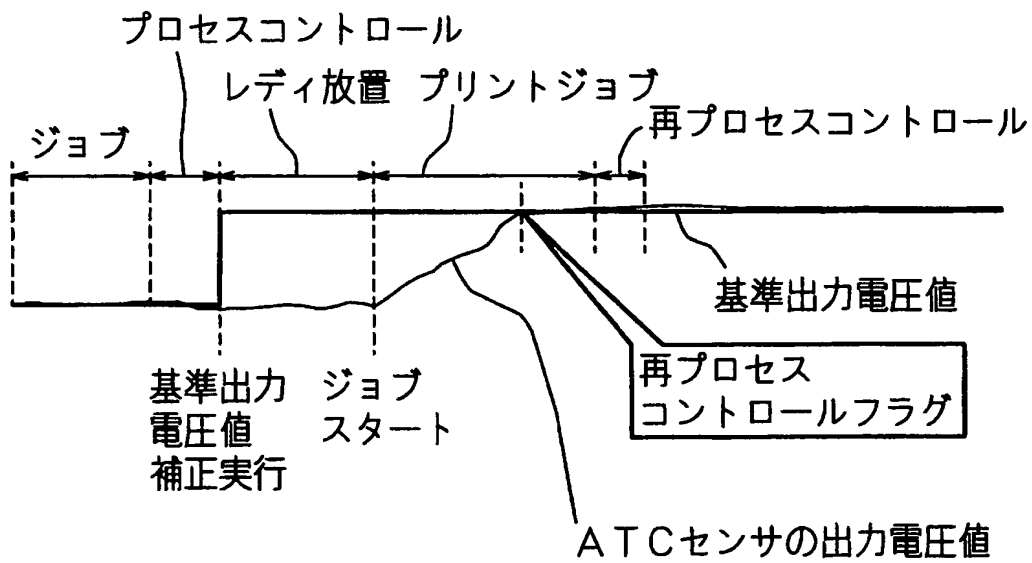 プロセスコントロール
レディ放置
プリントジョブ
再プロセスコントロール
ジョブ
基準出力電圧値
基準出力
電圧値
補正実行
ジョブ
スタート
再プロセス
コントロールフラグ
ATCセンサの出力電圧値